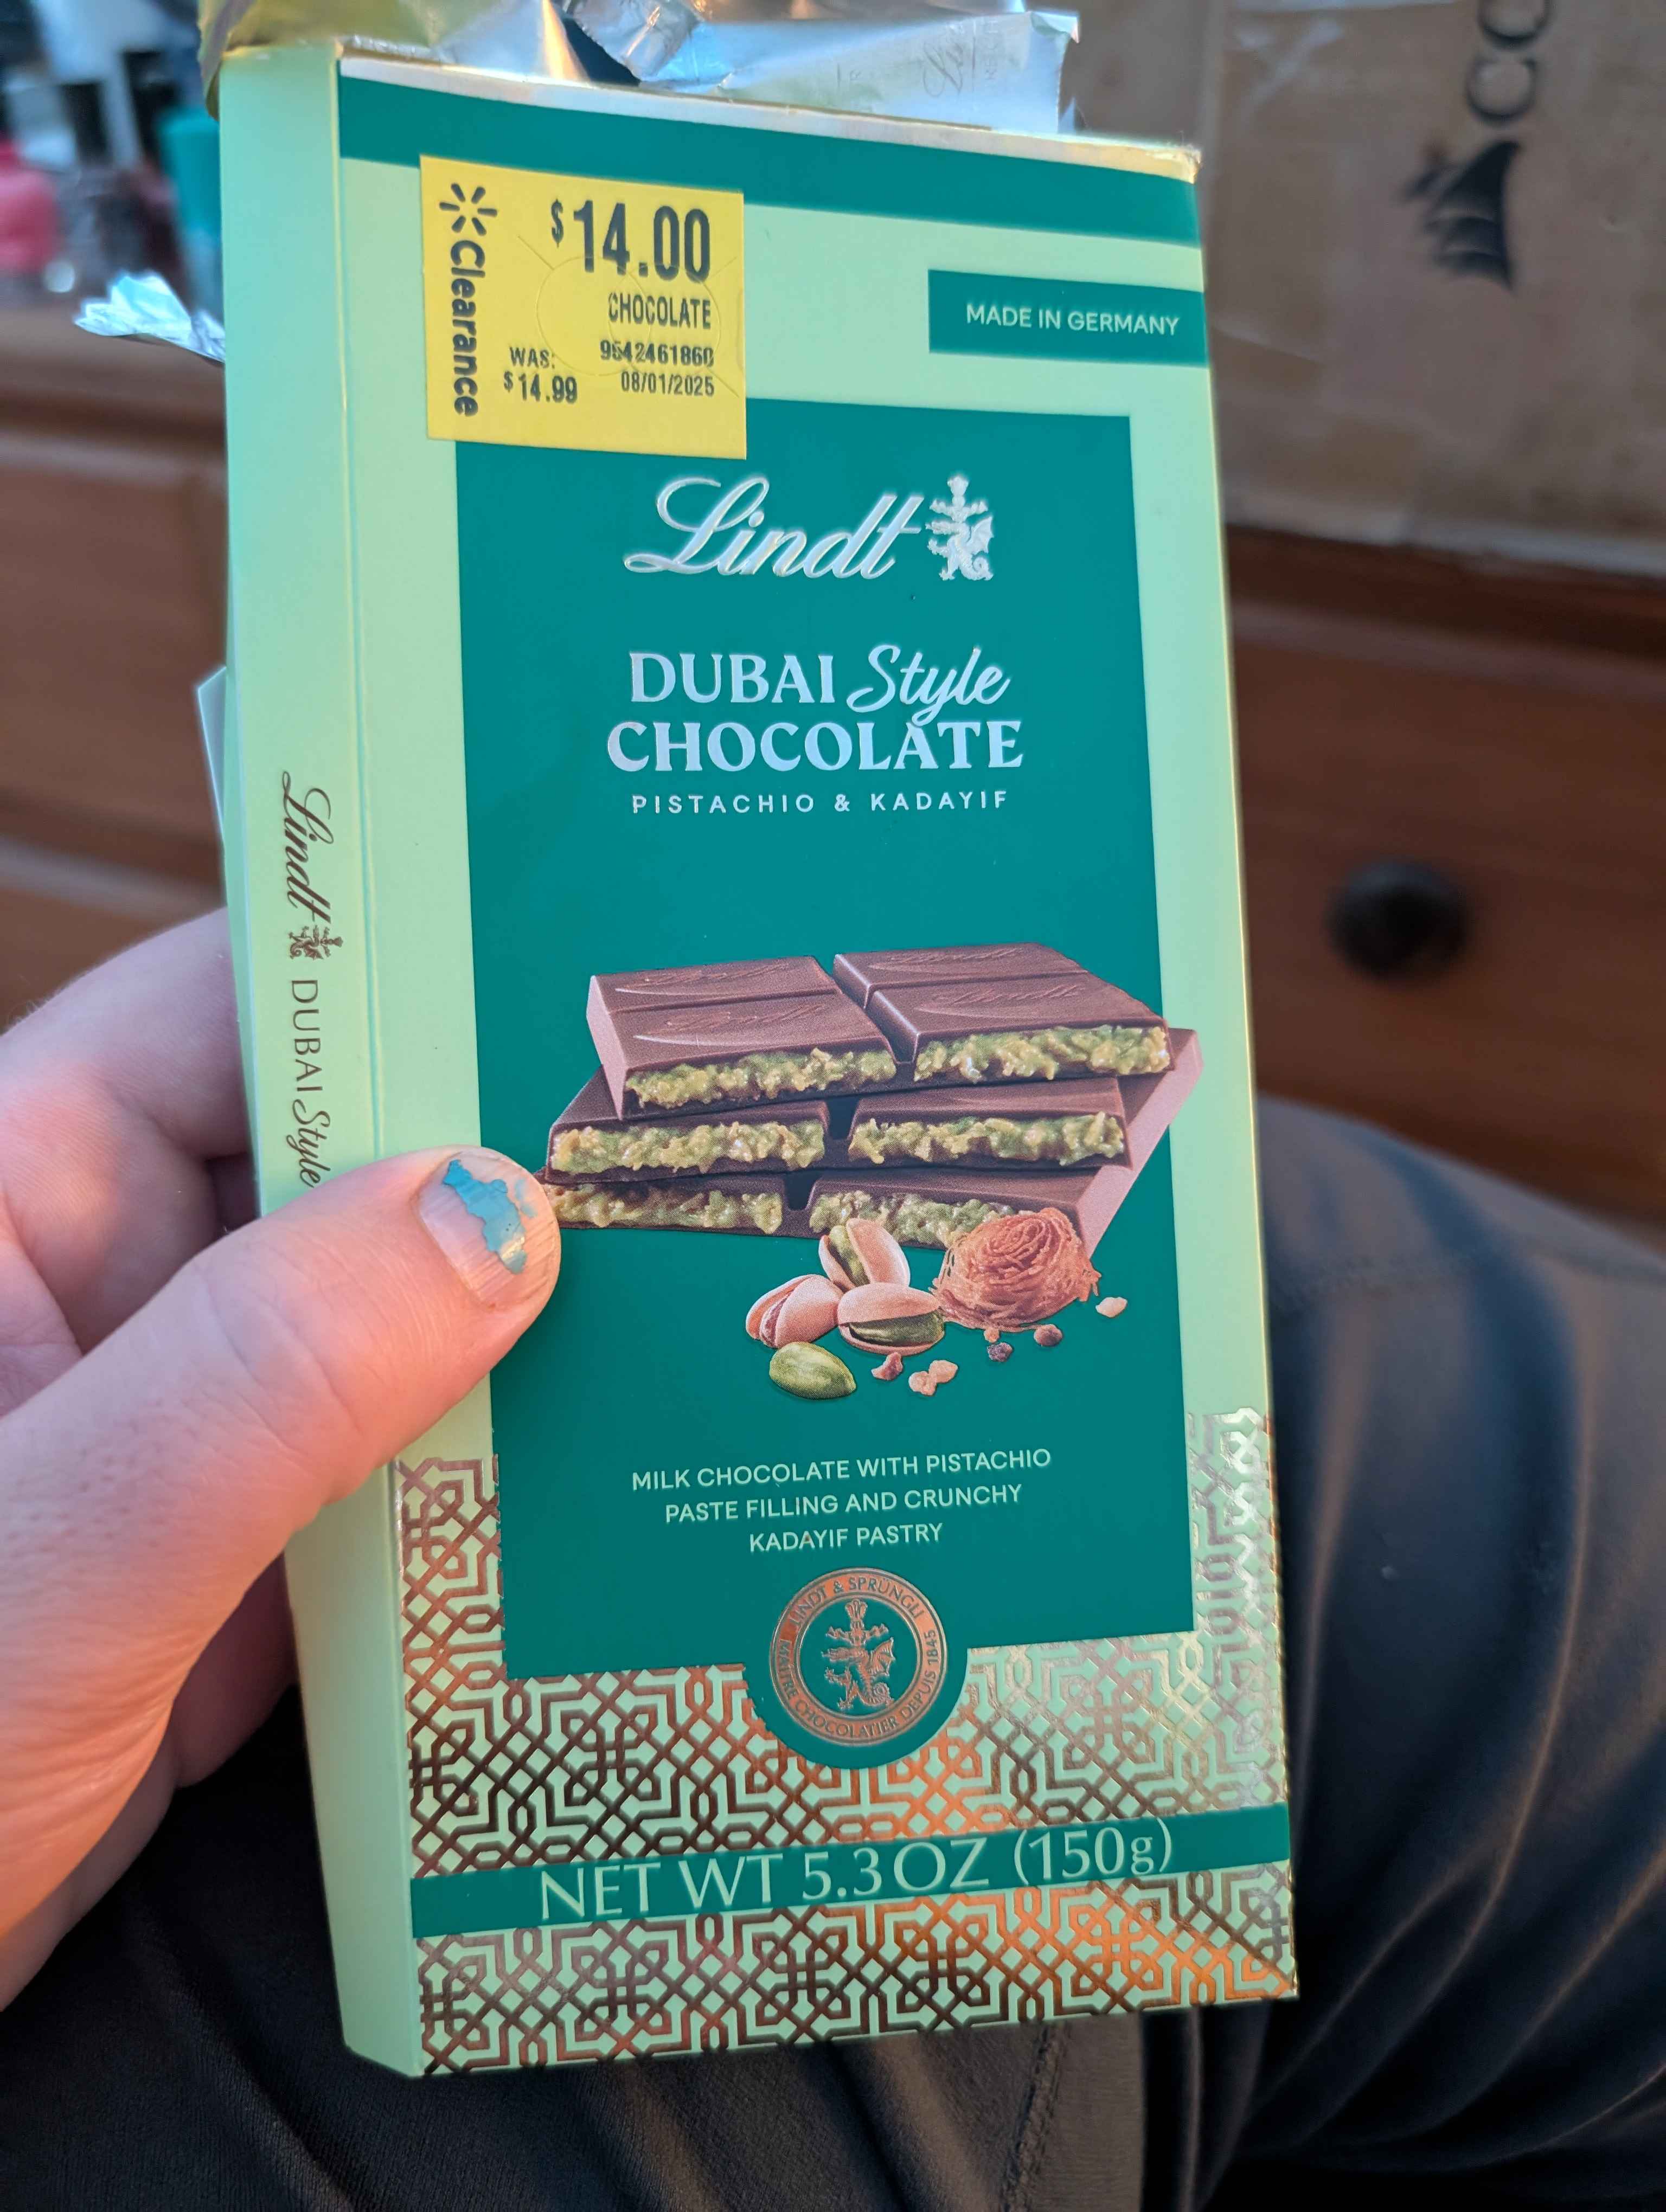 $14.00
CHOCOLATE
9542461860
WAS:
$14.99
08/01/2025
Clearance
MADE IN GERMANY
Lindt
DUBAI Style
CHOCOLATE
PISTACHIO & KADAYIF
Lindt DUBAI Style
MILK CHOCOLATE WITH PISTACHIO
PASTE FILLING AND CRUNCHY
KADAYIF PASTRY
LINDT & SPRÜNGLI
MAÎTRE CHOCOLATIER DEPUIS 1845
NET WT 5.3 OZ (150g)